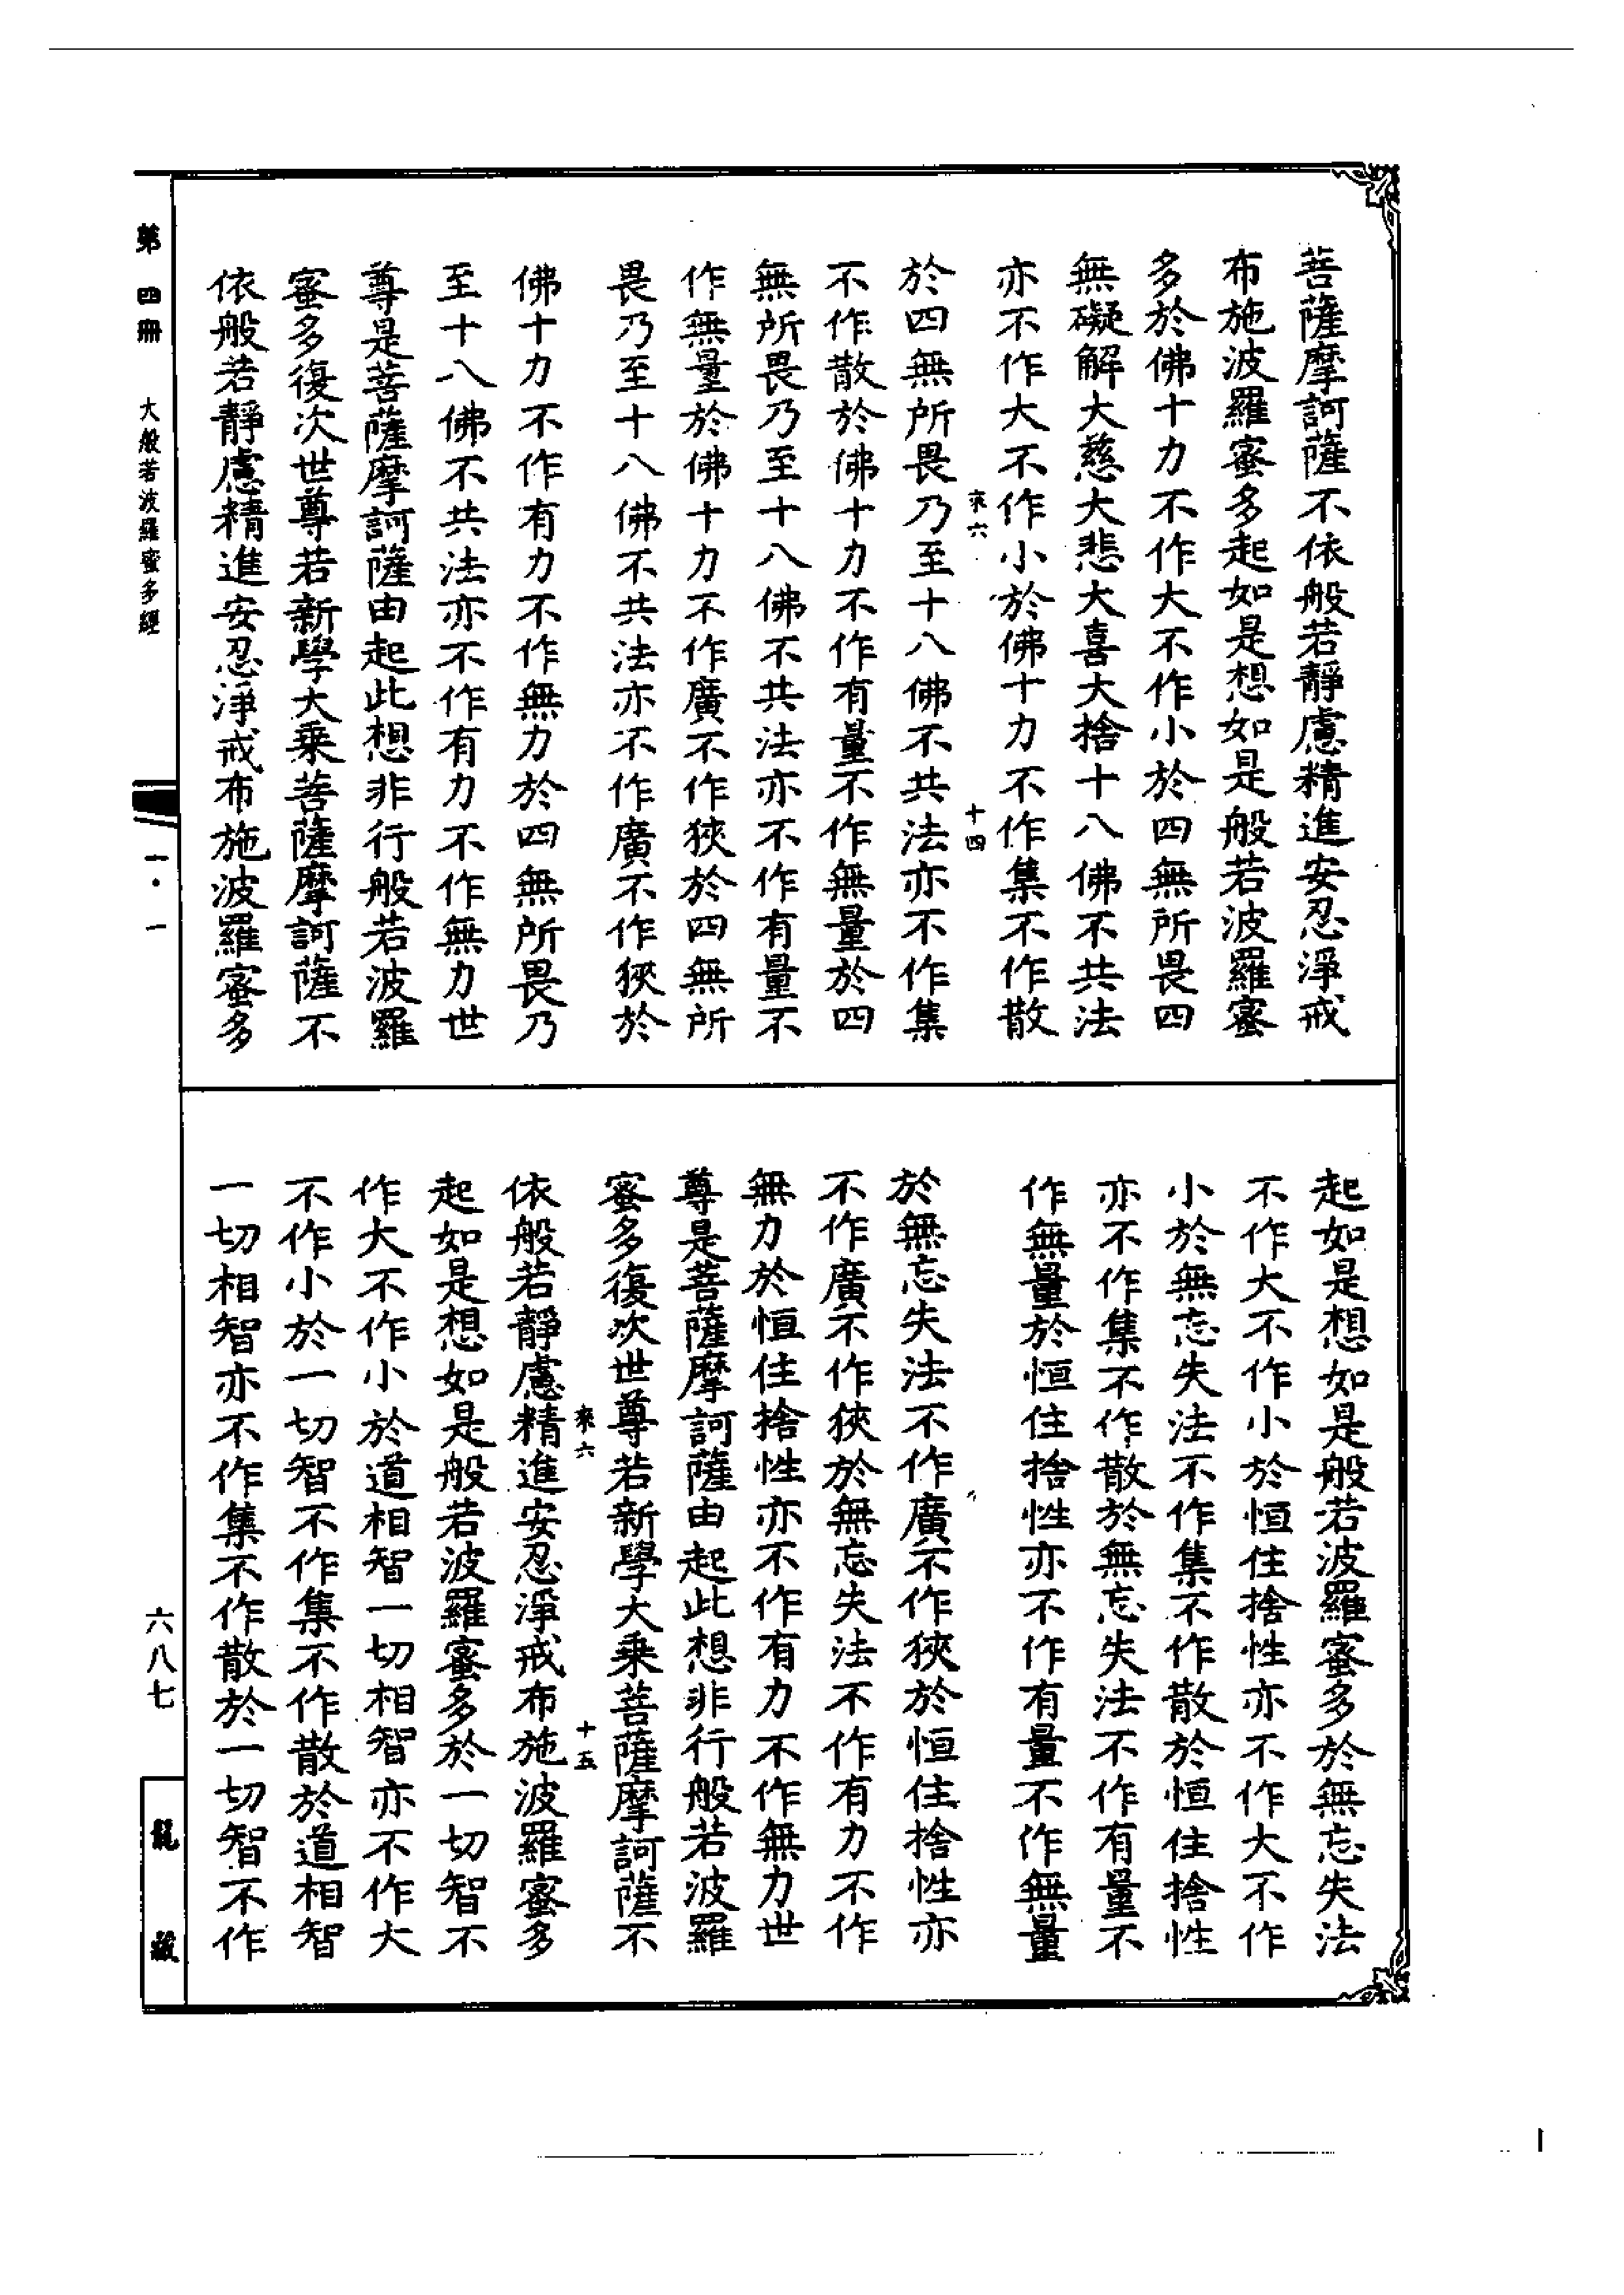 菩薩摩訶薩不依般若靜慮精進安忍淨戒
布施波羅蜜多起如是想如是般若波羅蜜
多於佛十力不作大不作小於四無所畏四
無礙解大慈大悲大喜大捨十八佛不共法
亦不作大不作小於佛十力不作集不作散
來六 十四
於四無所畏乃至十八佛不共法亦不作集
不作散於佛十力不作有量不作無量於四
無所畏乃至十八佛不共法亦不作有量不
作無量於佛十力不作廣不作狹於四無所
畏乃至十八佛不共法亦不作廣不作狹於
佛十力不作有力不作無力於四無所畏乃
至十八佛不共法亦不作有力不作無力世
尊是菩薩摩訶薩由起此想非行般若波羅
蜜多復次世尊若新學大乘菩薩摩訶薩不
依般若靜慮精進安忍淨戒布施波羅蜜多
起如是想如是般若波羅蜜多於無忘失法
不作大不作小於恒住捨性亦不作大不作
小於無忘失法不作集不作散於恒住捨性
亦不作集不作散於無忘失法不作有量不
作無量於恒住捨性亦不作有量不作無量
於無忘失法不作廣不作狹於恒住捨性亦
不作廣不作狹於無忘失法不作有力不作
無力於恒住捨性亦不作有力不作無力世
尊是菩薩摩訶薩由起此想非行般若波羅
蜜多復次世尊若新學大乘菩薩摩訶薩不
來六 十五
依般若靜慮精進安忍淨戒布施波羅蜜多
起如是想如是般若波羅蜜多於一切智不
作大不作小於道相智一切相智亦不作大
不作小於一切智不作集不作散於道相智
一切相智亦不作集不作散於一切智不作
第四冊 大般若波羅蜜多經
一·一
六八七
龍藏